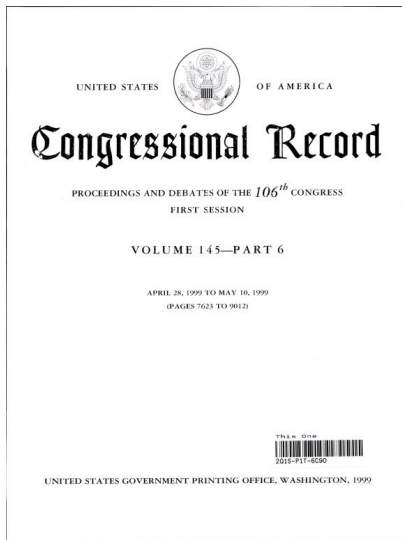 UNITED STATES OF AMERICA
Congressional Record
PROCEEDINGS AND DEBATES OF THE 106th CONGRESS
FIRST SESSION
VOLUME 145—PART 6
APRIL 28, 1999 TO MAY 10, 1999
(PAGES 7623 TO 9012)
This One
2Q1S-P1T-6C90
UNITED STATES GOVERNMENT PRINTING OFFICE, WASHINGTON, 1999